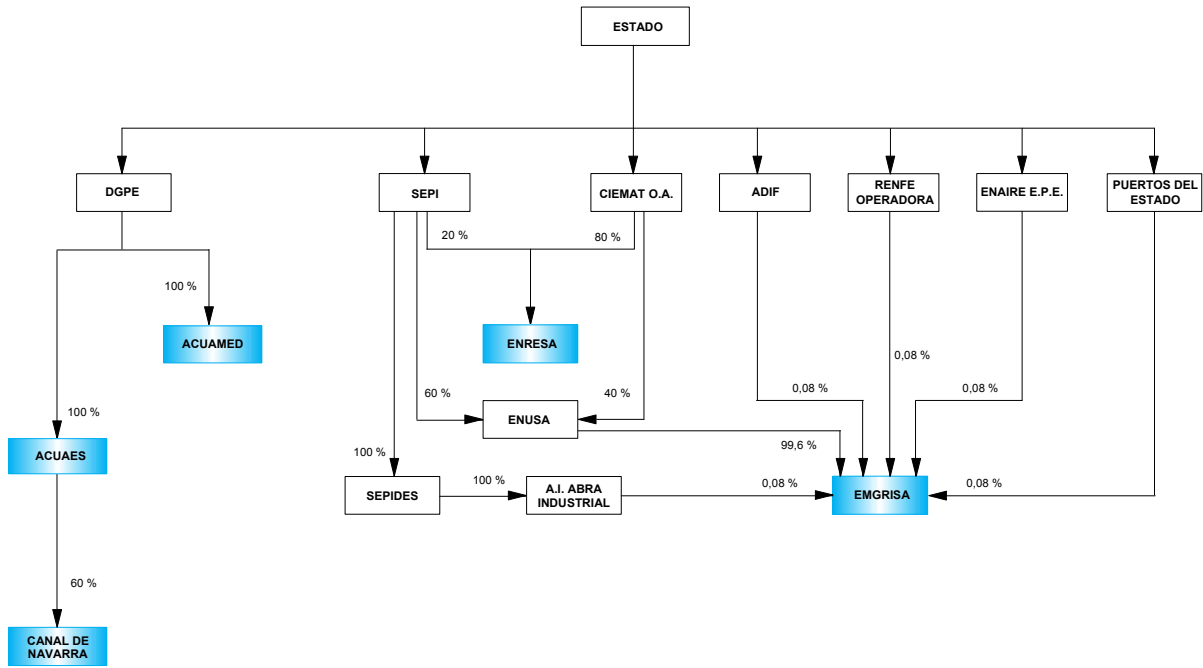 ESTADO
DGPE
SEPI
CIEMAT O.A.
ADIF
RENFE
OPERADORA
ENAIRE E.P.E.
PUERTOS DEL
ESTADO
20 %
80 %
100 %
ACUAMED
ENRESA
0,08 %
60 %
40 %
0,08 %
0,08 %
100 %
ENUSA
99,6 %
ACUAES
100 %
SEPIDES
100 %
A.I. ABRA
INDUSTRIAL
0,08 %
EMGRISA
0,08 %
60 %
CANAL DE
NAVARRA